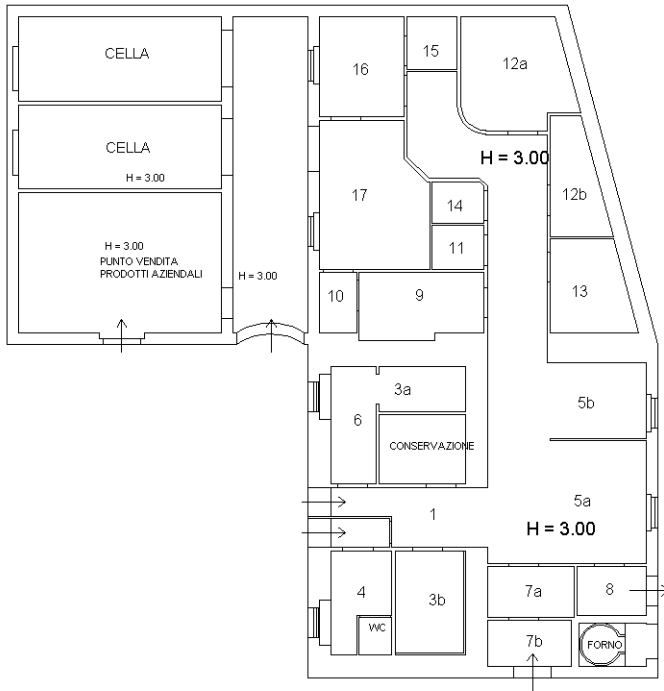 CELLA
16
15
12a
CELLA
H = 3.00
H = 3.00
17
14
12b
H = 3.00
PUNTO VENDITA
PRODOTTI AZIENDALI
H = 3.00
11
13
10
9
3a
5b
6
CONSERVAZIONE
1
5a
H = 3.00
4
3b
7a
8
WC
7b
FORNO